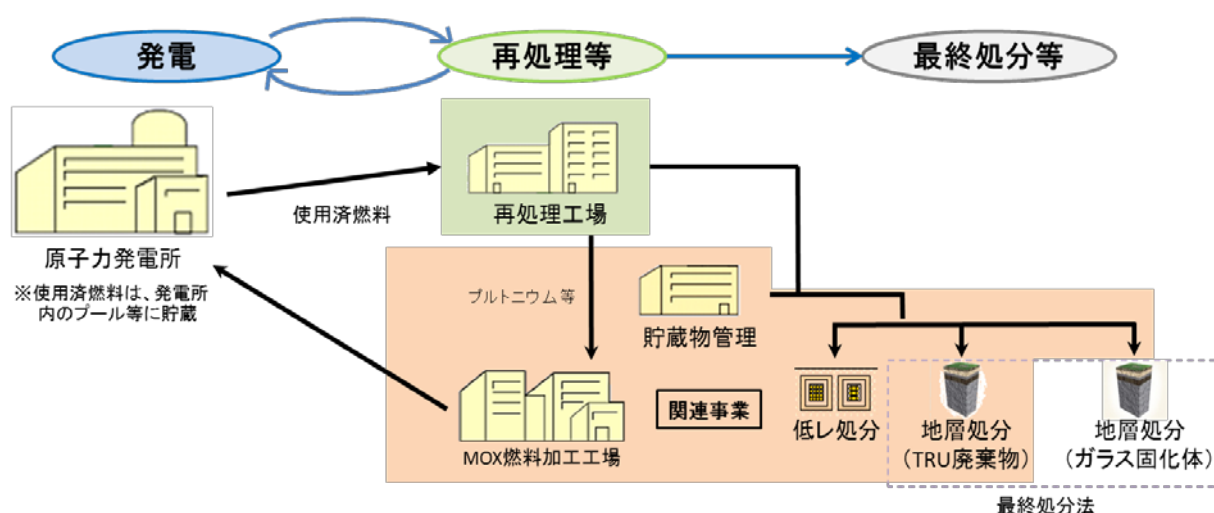 発電
再処理等
最終処分等
使用済燃料
再処理工場
原子力発電所
※使用済燃料は、発電所
内のプール等に貯蔵
プルトニウム等
貯蔵物管理
関連事業
MOX燃料加工工場
低レ処分
地層処分
（TRU廃棄物）
地層処分
（ガラス固化体）
最終処分法